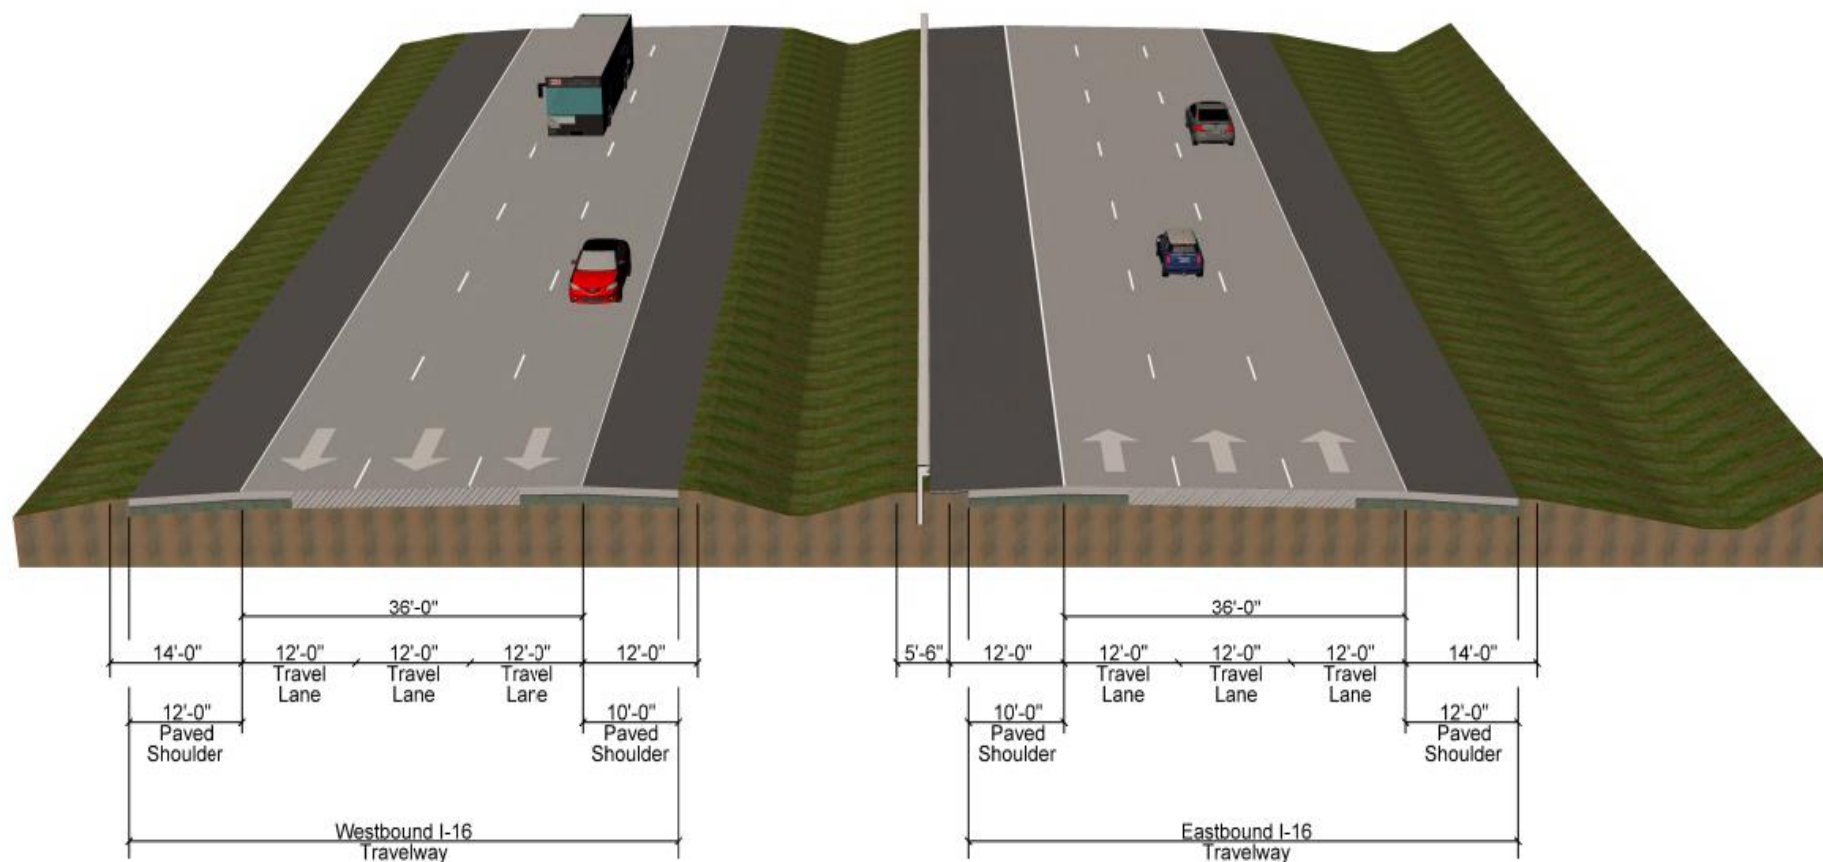 36'-0" 36'-0"
14'-0" 12'-0" 12'-0" 12'-0" 12'-0" 5'-6" 12'-0" 12'-0" 12'-0" 12'-0" 14'-0"
Travel Travel Travel Travel Travel Travel
Lane Lane Lane Lane Lane Lane
12'-0" 10'-0" 10'-0" 12'-0"
Paved Paved Paved Paved
Shoulder Shoulder Shoulder Shoulder
Westbound I-16 Eastbound I-16
Travelway Travelway